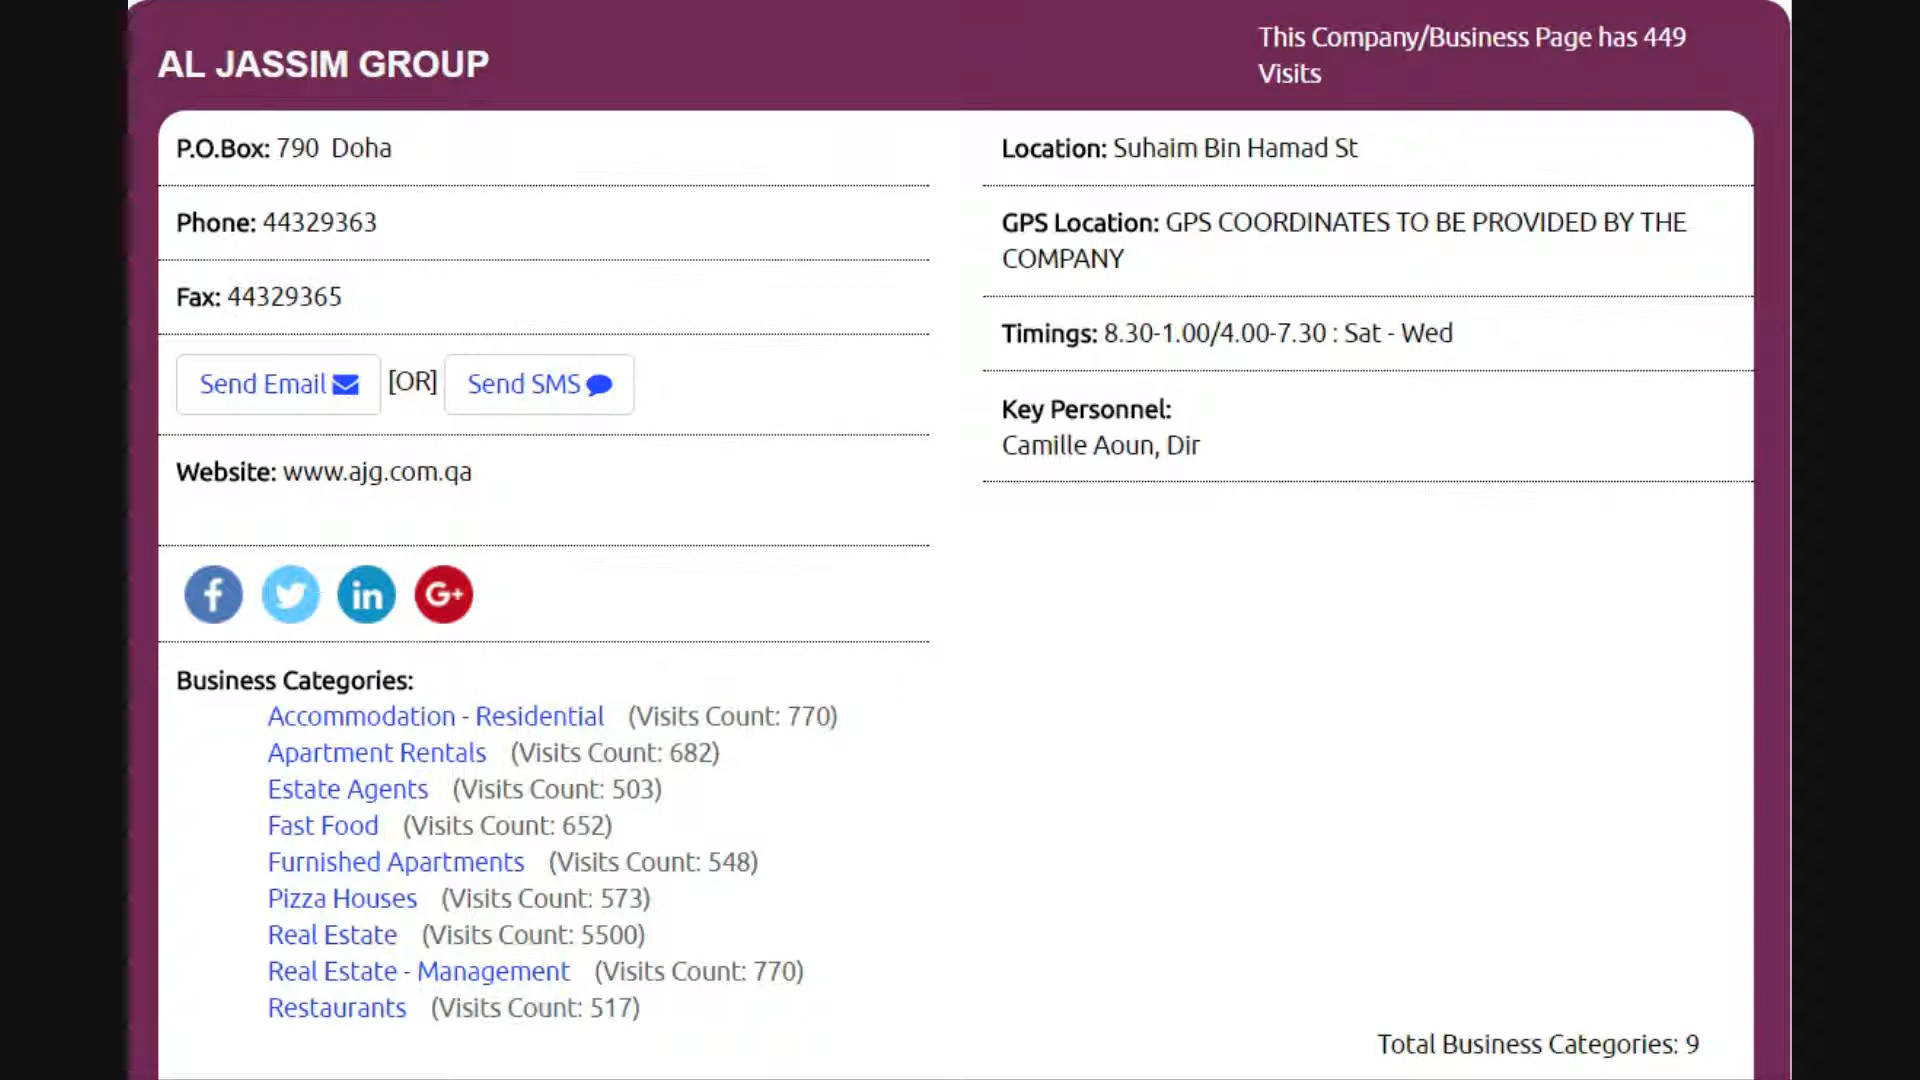 AL JASSIM GROUP
This Company/Business Page has 449
Visits
P.O.Box: 790 Doha
Phone: 44329363
Fax: 44329365
Send Email [OR] Send SMS
Website: www.ajg.com.qa
f in G+
Business Categories:
Accommodation - Residential (Visits Count: 770)
Apartment Rentals (Visits Count: 682)
Estate Agents (Visits Count: 503)
Fast Food (Visits Count: 652)
Furnished Apartments (Visits Count: 548)
Pizza Houses (Visits Count: 573)
Real Estate (Visits Count: 5500)
Real Estate - Management (Visits Count: 770)
Restaurants (Visits Count: 517)
Location: Suhaim Bin Hamad St
GPS Location: GPS COORDINATES TO BE PROVIDED BY THE
COMPANY
Timings: 8.30-1.00/4.00-7.30 : Sat - Wed
Key Personnel:
Camille Aoun, Dir
Total Business Categories: 9